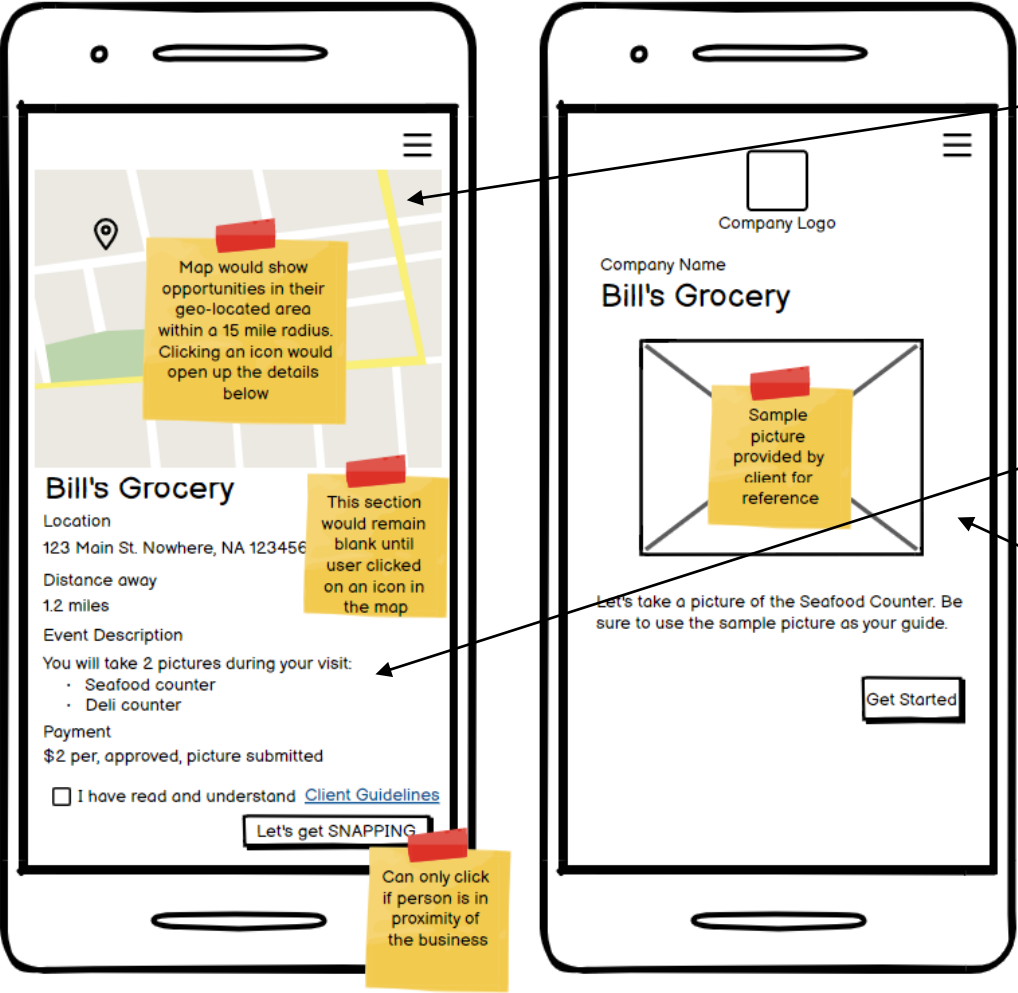 Map would show
opportunities in their
geo-located area
within a 15 mile radius.
Clicking an icon would
open up the details
below
Bill's Grocery
Location
123 Main St. Nowhere, NA 123456
Distance away
1.2 miles
Event Description
You will take 2 pictures during your visit:
· Seafood counter
· Deli counter
Payment
$2 per, approved, picture submitted
I have read and understand Client Guidelines
Let's get SNAPPING
This section
would remain
blank until
user clicked
on an icon in
the map
Can only click
if person is in
proximity of
the business
Company Logo
Company Name
Bill's Grocery
Sample
picture
provided by
client for
reference
Let's take a picture of the Seafood Counter. Be
sure to use the sample picture as your guide.
Get Started